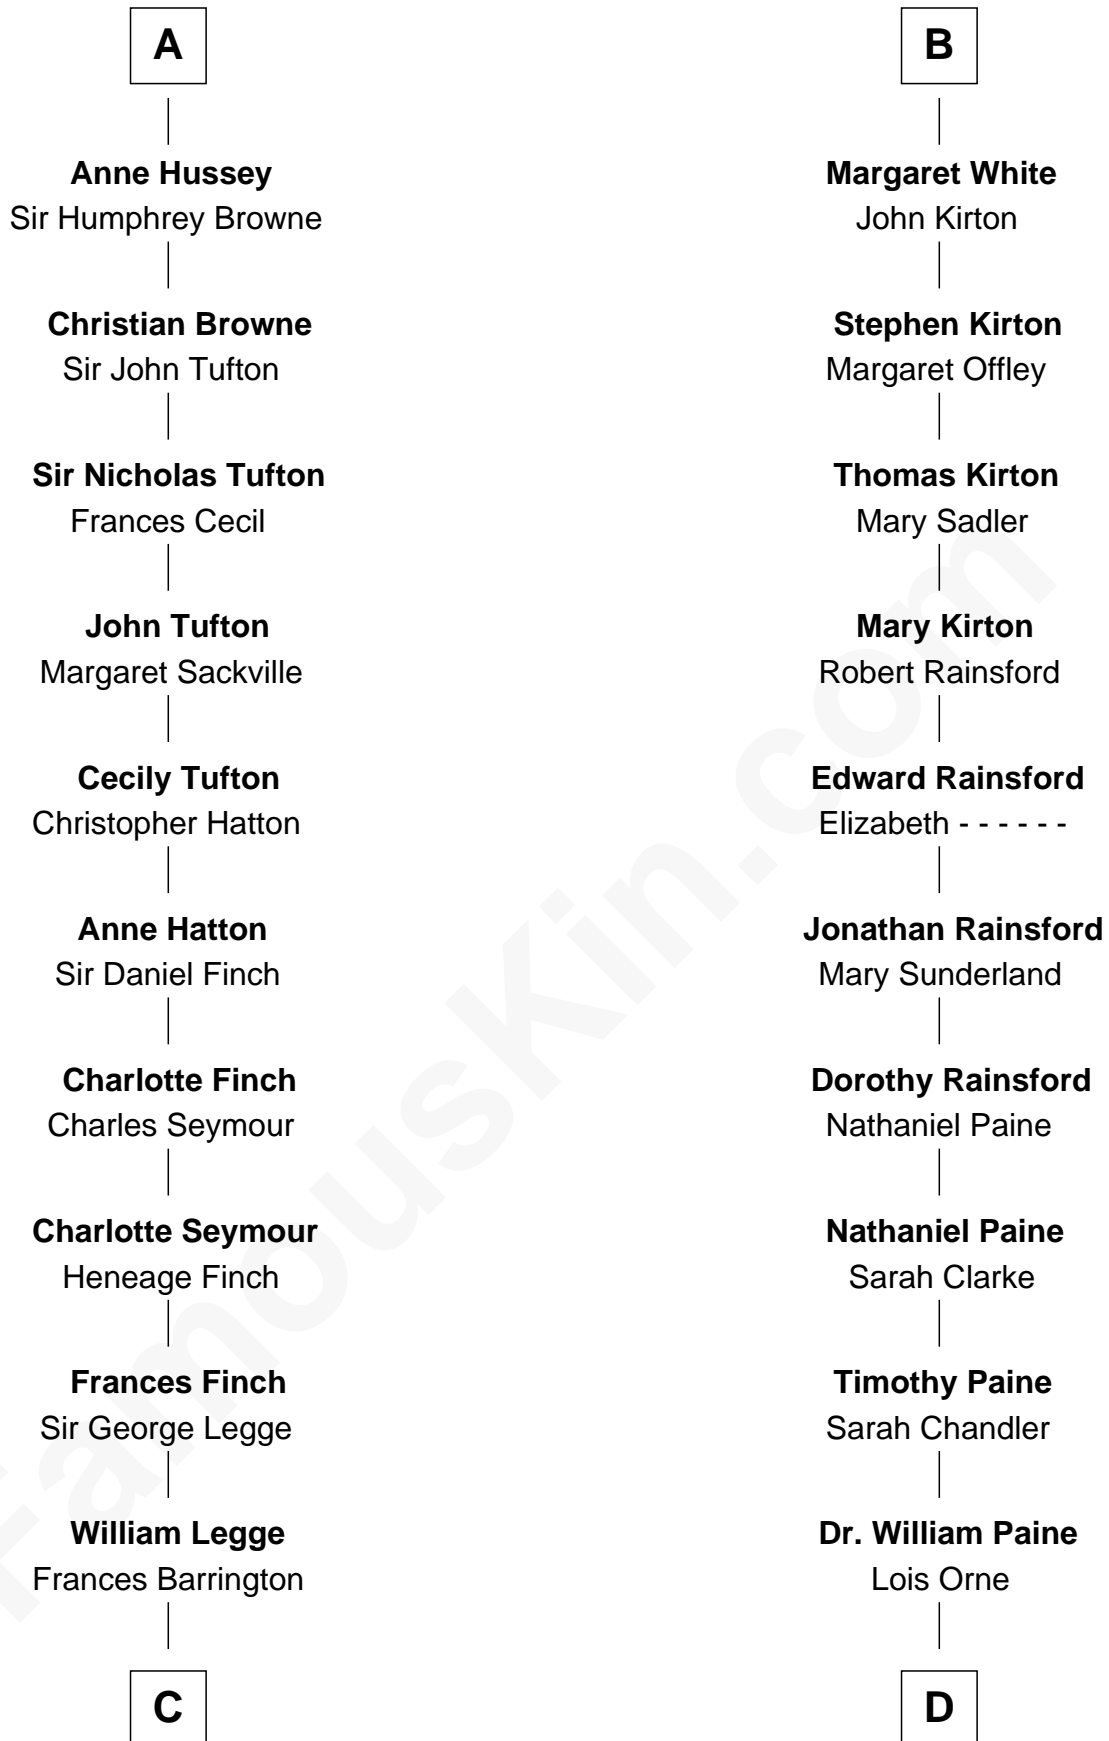 A
Anne Hussey
Sir Humphrey Browne
Christian Browne
Sir John Tufton
Sir Nicholas Tufton
Frances Cecil
John Tufton
Margaret Sackville
Cecily Tufton
Christopher Hatton
Anne Hatton
Sir Daniel Finch
Charlotte Finch
Charles Seymour
Charlotte Seymour
Heneage Finch
Frances Finch
Sir George Legge
William Legge
Frances Barrington
C
B
Margaret White
John Kirton
Stephen Kirton
Margaret Offley
Thomas Kirton
Mary Sadler
Mary Kirton
Robert Rainsford
Edward Rainsford
Elizabeth - - - - - -
Jonathan Rainsford
Mary Sunderland
Dorothy Rainsford
Nathaniel Paine
Nathaniel Paine
Sarah Clarke
Timothy Paine
Sarah Chandler
Dr. William Paine
Lois Orne
D
FamousKin.com